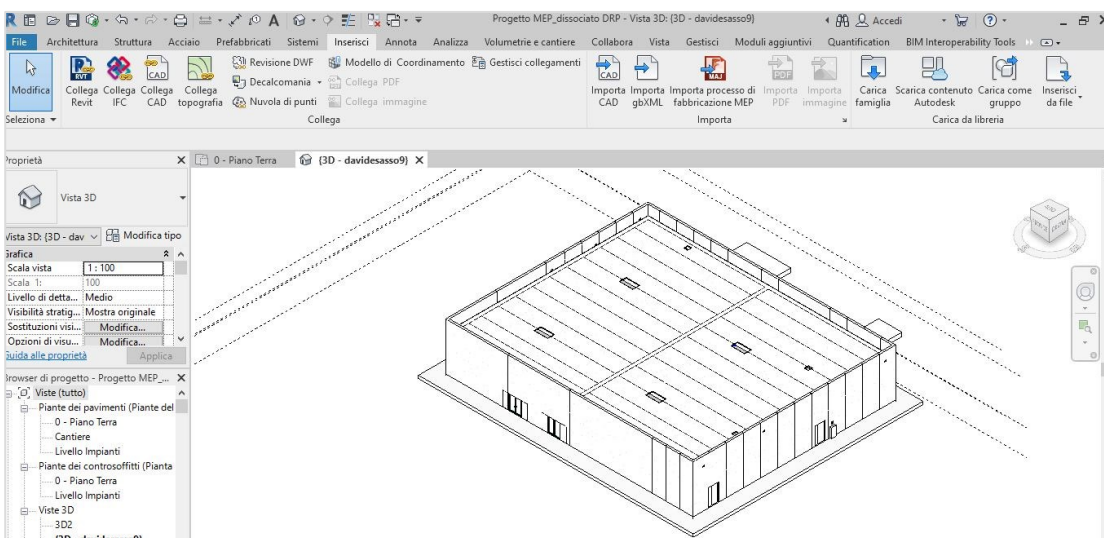 Progetto MEP_dissociato DRP - Vista 3D: {3D - davidesasso9}
Accedi
File Architettura Struttura Acciaio Prefabbricati Sistemi Inserisci Annota Analizza Volumetrie e cantiere Collabora Vista Gestisci Moduli aggiuntivi Quantification BIM Interoperability Tools
Modifica
Collega Revit
Collega IFC
Collega CAD
Collega topografia
Revisione DWF
Decalcomania
Nuvola di punti
Modello di Coordinamento
Collega PDF
Collega immagine
Gestisci collegamenti
Importa CAD
Importa gbXML
Importa processo di fabbricazione MEP
Importa PDF
Importa immagine
Carica famiglia
Scarica contenuto Autodesk
Carica come gruppo
Inserisci da file
Seleziona
Collega
Importa
Carica da libreria
Proprietà
0 - Piano Terra
{3D - davidesasso9}
Vista 3D
Vista 3D: {3D - dav
Modifica tipo
Grafica
Scala vista 1 : 100
Scala 1: 100
Livello di detta... Medio
Visibilità stratig... Mostra originale
Sostituzioni visi... Modifica...
Opzioni di visu... Modifica...
Guida alle proprietà Applica
Browser di progetto - Progetto MEP_...
Viste (tutto)
Piante dei pavimenti (Piante del
0 - Piano Terra
Cantiere
Livello Impianti
Piante dei controsoffitti (Pianta
0 - Piano Terra
Livello Impianti
Viste 3D
3D2